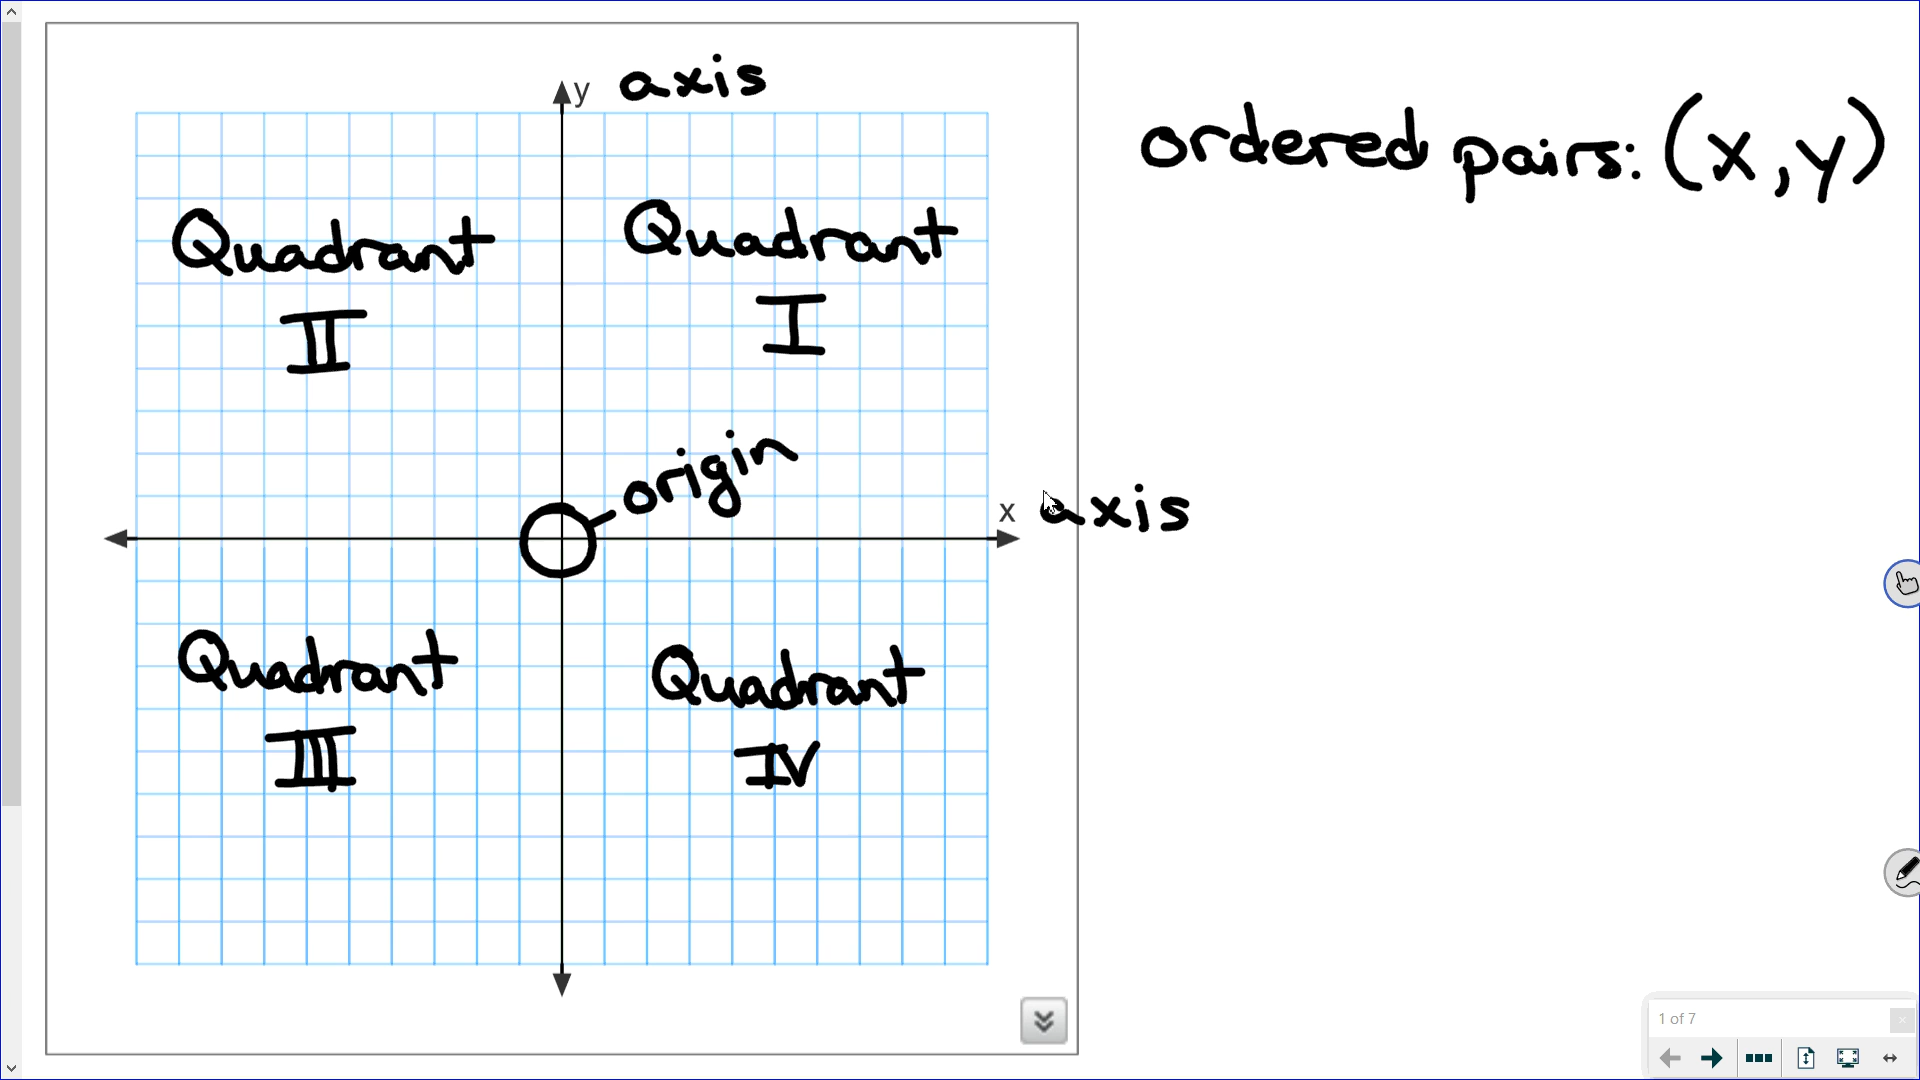 y axis
ordered pairs: (x,y)
Quadrant
II
Quadrant
I
origin
x axis
Quadrant
III
Quadrant
IV
1 of 7